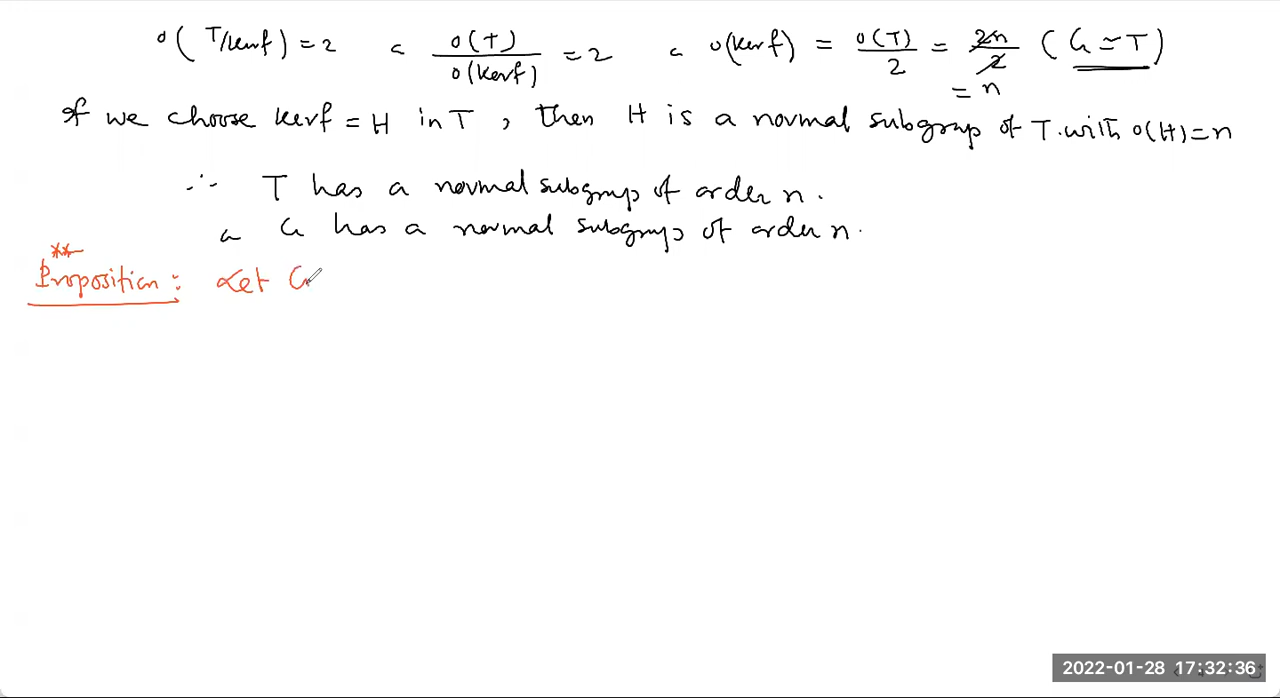 o(T/Kerf) = 2 a o(T)/o(Kerf) = 2 a o(Kerf) = o(T)/2 = 2n/2 (G ≃ T)
= n
If we choose Kerf = H in T, then H is a normal subgroup of T. with o(H) = n
∴ T has a normal subgroup of order n.
a G has a normal subgroup of order n.
**
Proposition: Let G
2022-01-28 17:32:36